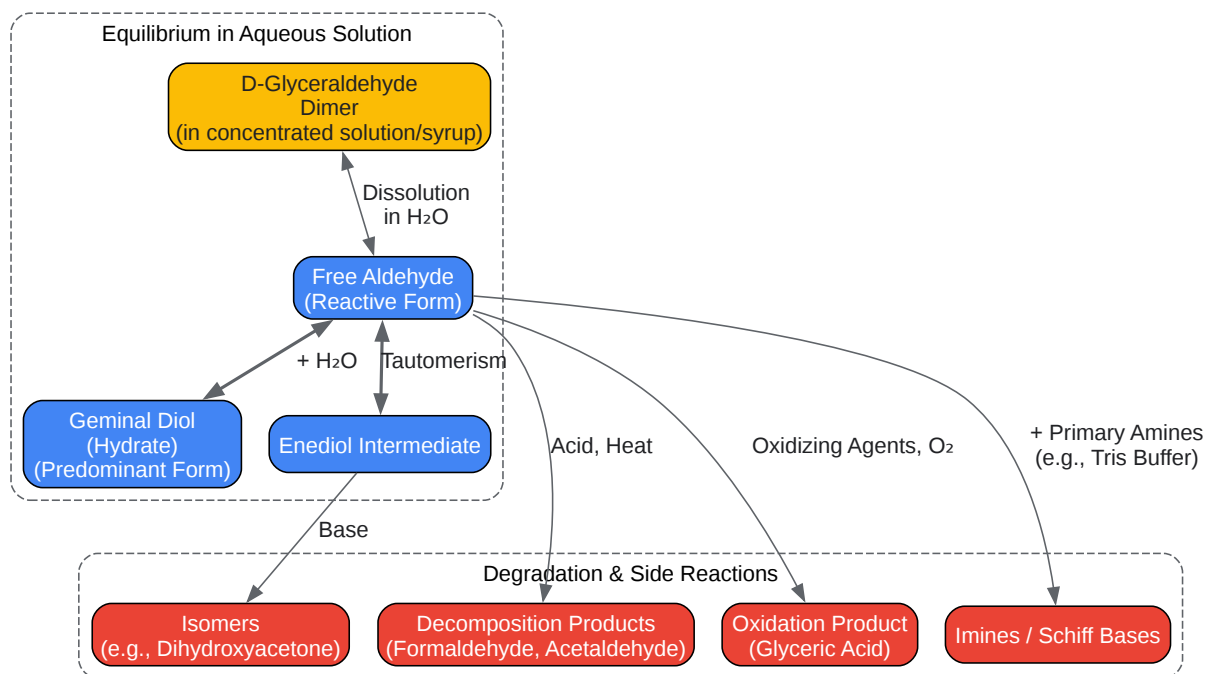 Equilibrium in Aqueous Solution
D-Glyceraldehyde
Dimer
(in concentrated solution/syrup)
Dissolution
in H₂O
Free Aldehyde
(Reactive Form)
+ H₂O
Tautomerism
Geminal Diol
(Hydrate)
(Predominant Form)
Enediol Intermediate
Acid, Heat
Oxidizing Agents, O₂
+ Primary Amines
(e.g., Tris Buffer)
Base
Degradation & Side Reactions
Isomers
(e.g., Dihydroxyacetone)
Decomposition Products
(Formaldehyde, Acetaldehyde)
Oxidation Product
(Glyceric Acid)
Imines / Schiff Bases